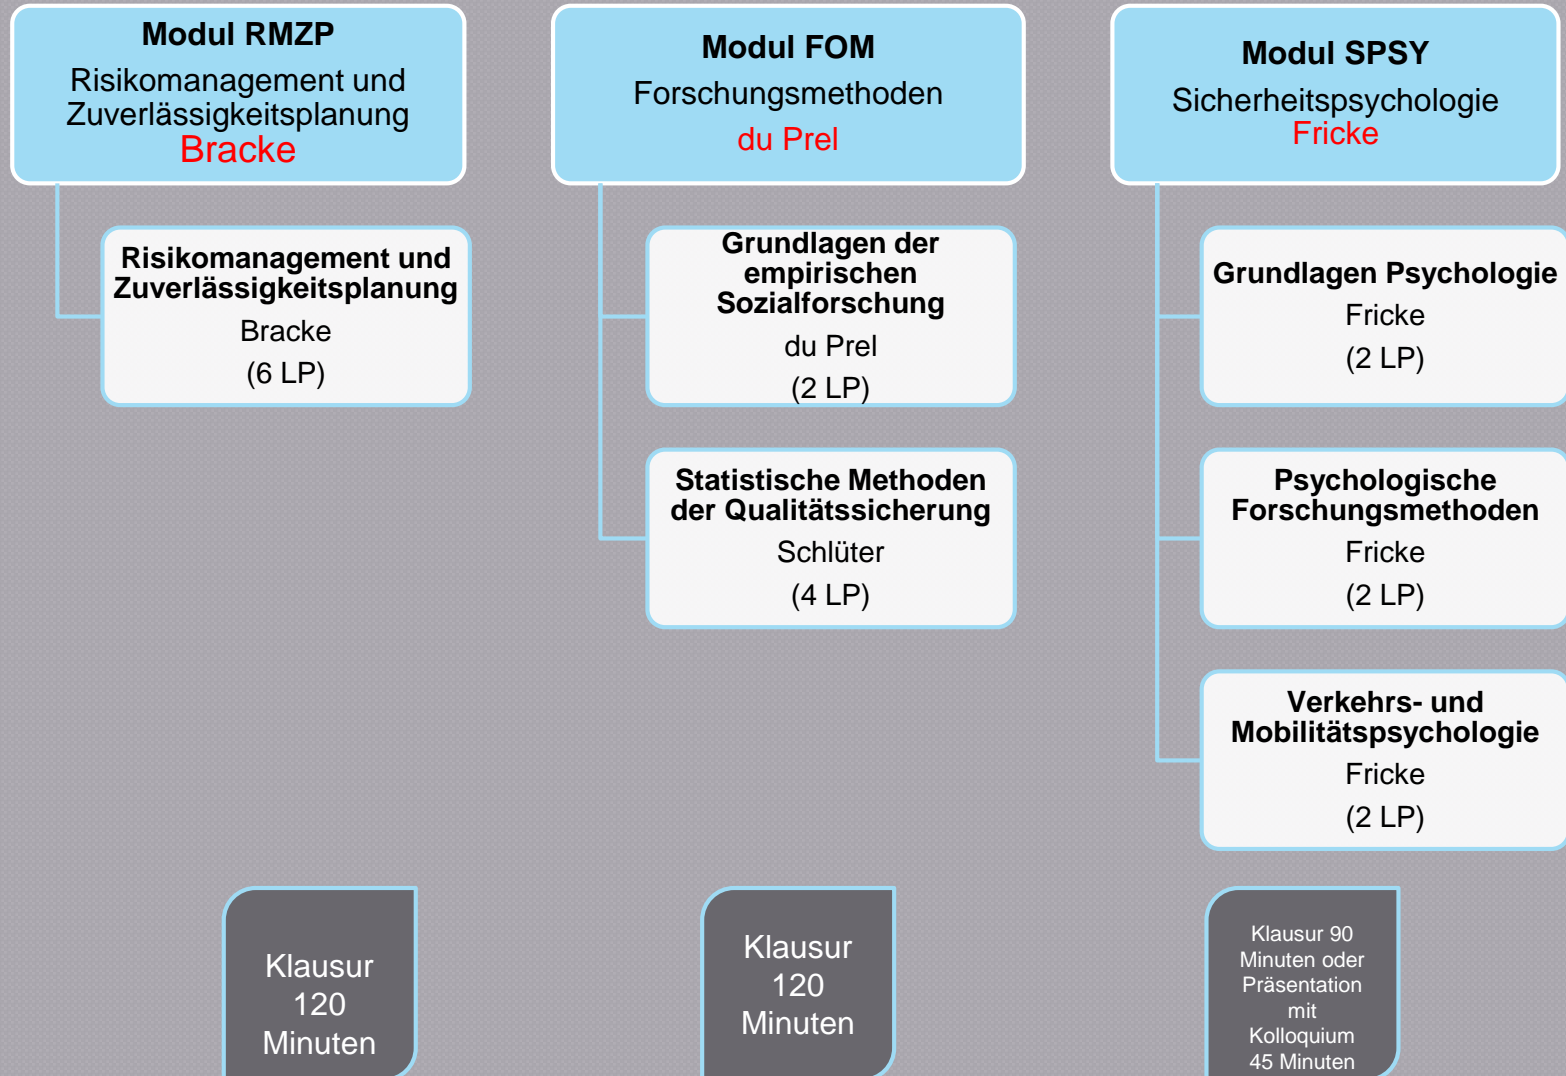 Modul RMZP
Risikomanagement und
Zuverlässigkeitsplanung
Bracke
Risikomanagement und
Zuverlässigkeitsplanung
Bracke
(6 LP)
Klausur
120
Minuten
Modul FOM
Forschungsmethoden
du Prel
Grundlagen der
empirischen
Sozialforschung
du Prel
(2 LP)
Statistische Methoden
der Qualitätssicherung
Schlüter
(4 LP)
Klausur
120
Minuten
Modul SPSY
Sicherheitspsychologie
Fricke
Grundlagen Psychologie
Fricke
(2 LP)
Psychologische
Forschungsmethoden
Fricke
(2 LP)
Verkehrs- und
Mobilitätspsychologie
Fricke
(2 LP)
Klausur 90
Minuten oder
Präsentation
mit
Kolloquium
45 Minuten